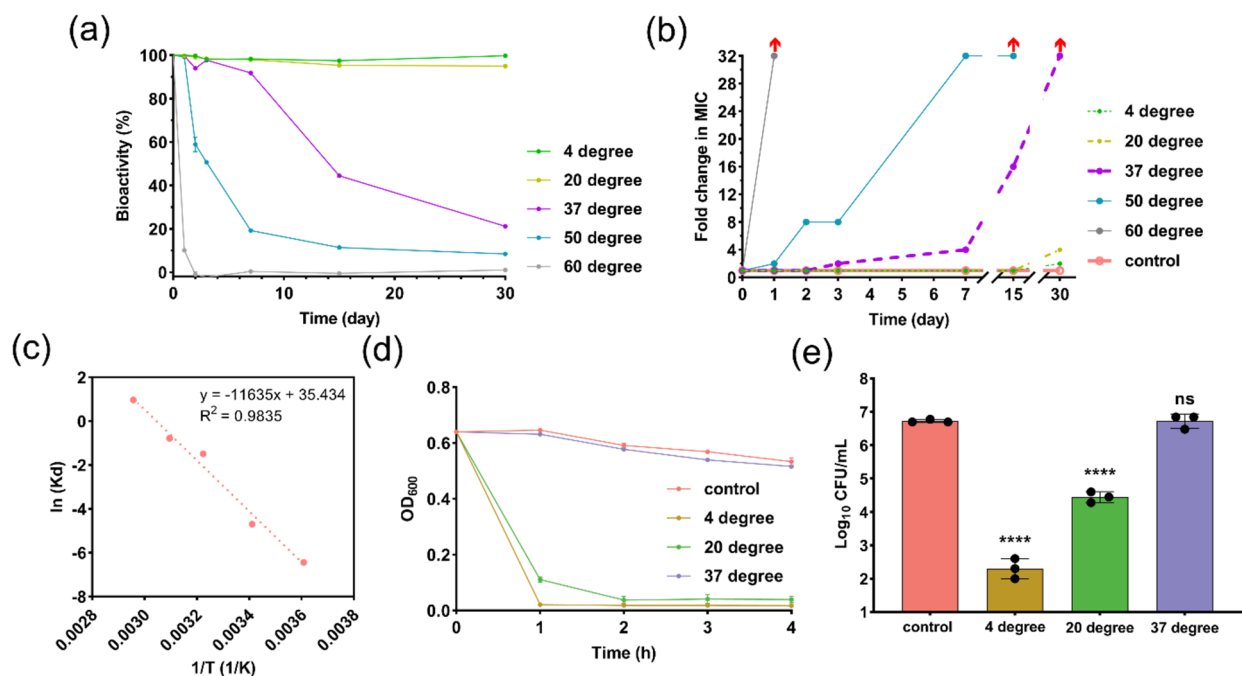 (a)
Bioactivity (%)
100
80
60
40
20
0
0
10
20
30
Time (day)
4 degree
20 degree
37 degree
50 degree
60 degree
(b)
Fold change in MIC
32
28
24
20
16
12
8
4
0
0
1
2
3
4
5
6
7
15
30
Time (day)
4 degree
20 degree
37 degree
50 degree
60 degree
control
(c)
ln (Kd)
2
0
-2
-4
-6
-8
y = -11635x + 35.434
R² = 0.9835
0.0028
0.0030
0.0032
0.0034
0.0036
0.0038
1/T (1/K)
(d)
OD₆₀₀
0.8
0.6
0.4
0.2
0.0
0
1
2
3
4
Time (h)
control
4 degree
20 degree
37 degree
(e)
Log₁₀ CFU/mL
8
7
6
5
4
3
2
1
****
****
ns
control
4 degree
20 degree
37 degree